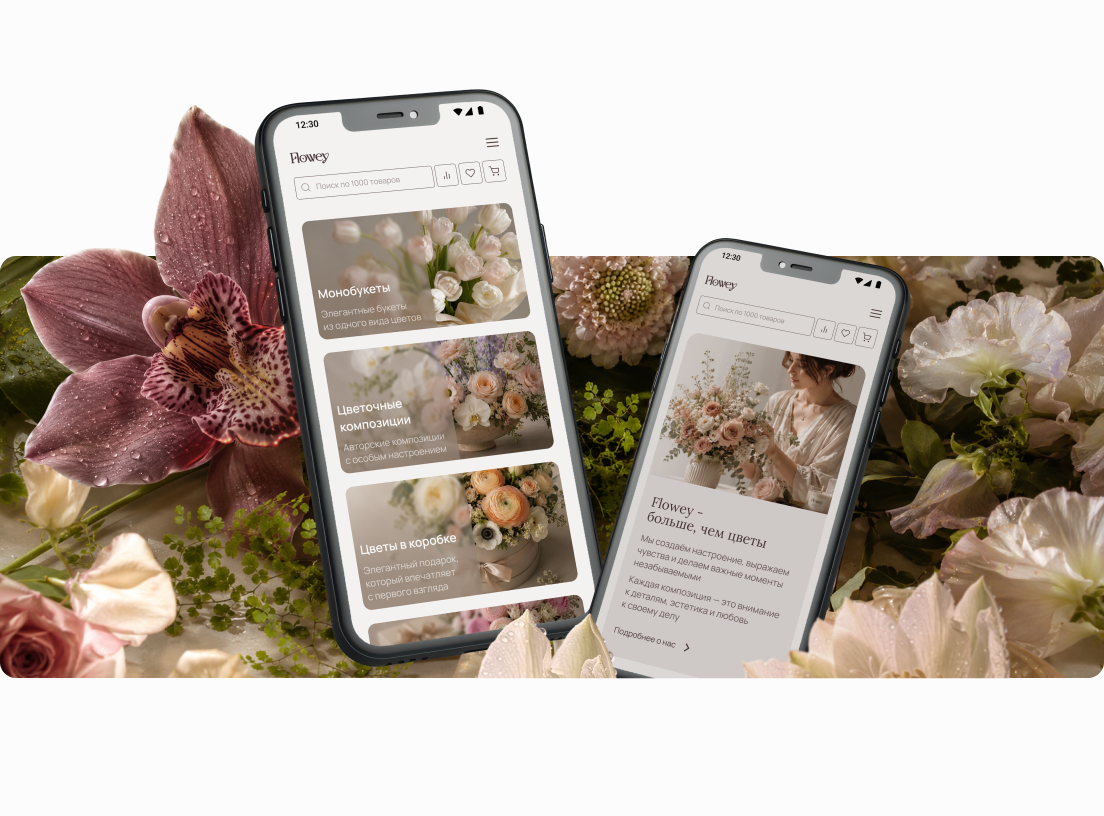 12:30
Flowey
Поиск по 1000 товаров
Монобукеты
Элегантные букеты
из одного вида цветов
Цветочные
композиции
Авторские композиции
с особым настроением
Цветы в коробке
Элегантный подарок,
который впечатляет
с первого взгляда
12:30
Flowey
Поиск по 1000 товаров
Flowey -
больше, чем цветы
Мы создаём настроение, выражаем
чувства и делаем важные моменты
незабываемыми
Каждая композиция — это внимание
к деталям, эстетика и любовь
к своему делу
Подробнее о нас